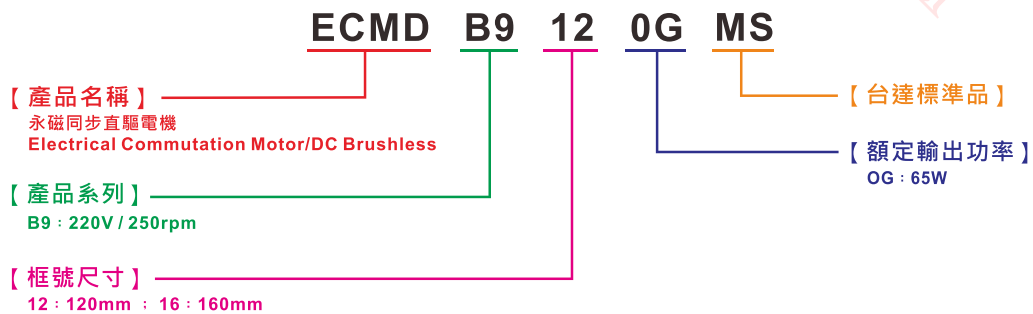 ECMD B9 12 0G MS
【產品名稱】
永磁同步直驅電機
Electrical Commutation Motor/DC Brushless
【產品系列】
B9：220V / 250rpm
【框號尺寸】
12：120mm ； 16：160mm
【台達標準品】
【額定輸出功率】
OG：65W